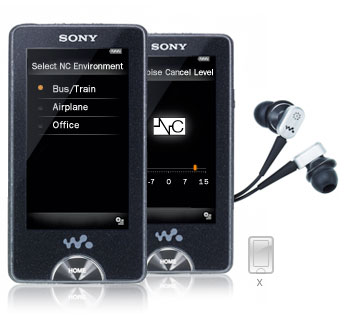 SONY
Select NC Environment
Bus/Train
Airplane
Office
HOME
SONY
oise Cancel Level
NC
-7 0 7 15
HOME
X